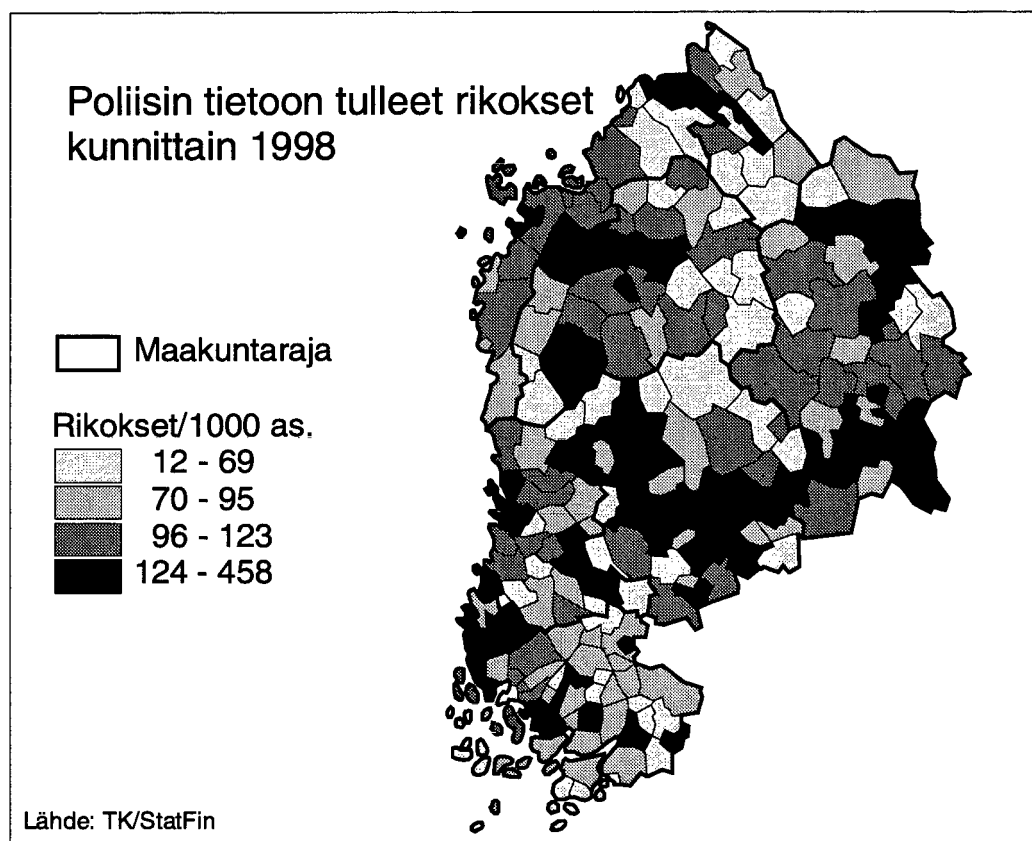 Poliisin tietoon tulleet rikokset
kunnittain 1998
Maakuntaraja
Rikokset/1000 as.
12 - 69
70 - 95
96 - 123
124 - 458
Lähde: TK/StatFin